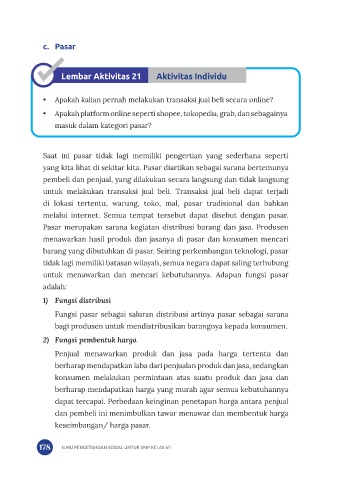 c. Pasar
Lembar Aktivitas 21 Aktivitas Individu
• Apakah kalian pernah melakukan transaksi jual beli secara online?
• Apakah platform online seperti shopee, tokopedia, grab, dan sebagainya
masuk dalam kategori pasar?
Saat ini pasar tidak lagi memiliki pengertian yang sederhana seperti
yang kita lihat di sekitar kita. Pasar diartikan sebagai sarana bertemunya
pembeli dan penjual, yang dilakukan secara langsung dan tidak langsung
untuk melakukan transaksi jual beli. Transaksi jual beli dapat terjadi
di lokasi tertentu, warung, toko, mal, pasar tradisional dan bahkan
melalui internet. Semua tempat tersebut dapat disebut dengan pasar.
Pasar merupakan sarana kegiatan distribusi barang dan jasa. Produsen
menawarkan hasil produk dan jasanya di pasar dan konsumen mencari
barang yang dibutuhkan di pasar. Seiring perkembangan teknologi, pasar
tidak lagi memiliki batasan wilayah, semua negara dapat saling terhubung
untuk menawarkan dan mencari kebutuhannya. Adapun fungsi pasar
adalah:
1) Fungsi distribusi
Fungsi pasar sebagai saluran distribusi artinya pasar sebagai sarana
bagi produsen untuk mendistribusikan barangnya kepada konsumen.
2) Fungsi pembentuk harga
Penjual menawarkan produk dan jasa pada harga tertentu dan
berharap mendapatkan laba dari penjualan produk dan jasa, sedangkan
konsumen melakukan permintaan atas suatu produk dan jasa dan
berharap mendapatkan harga yang murah agar semua kebutuhannya
dapat tercapai. Perbedaan keinginan penetapan harga antara penjual
dan pembeli ini menimbulkan tawar menawar dan membentuk harga
keseimbangan/ harga pasar.
178 ILMU PENGETAHUAN SOSIAL UNTUK SMP KELAS VII